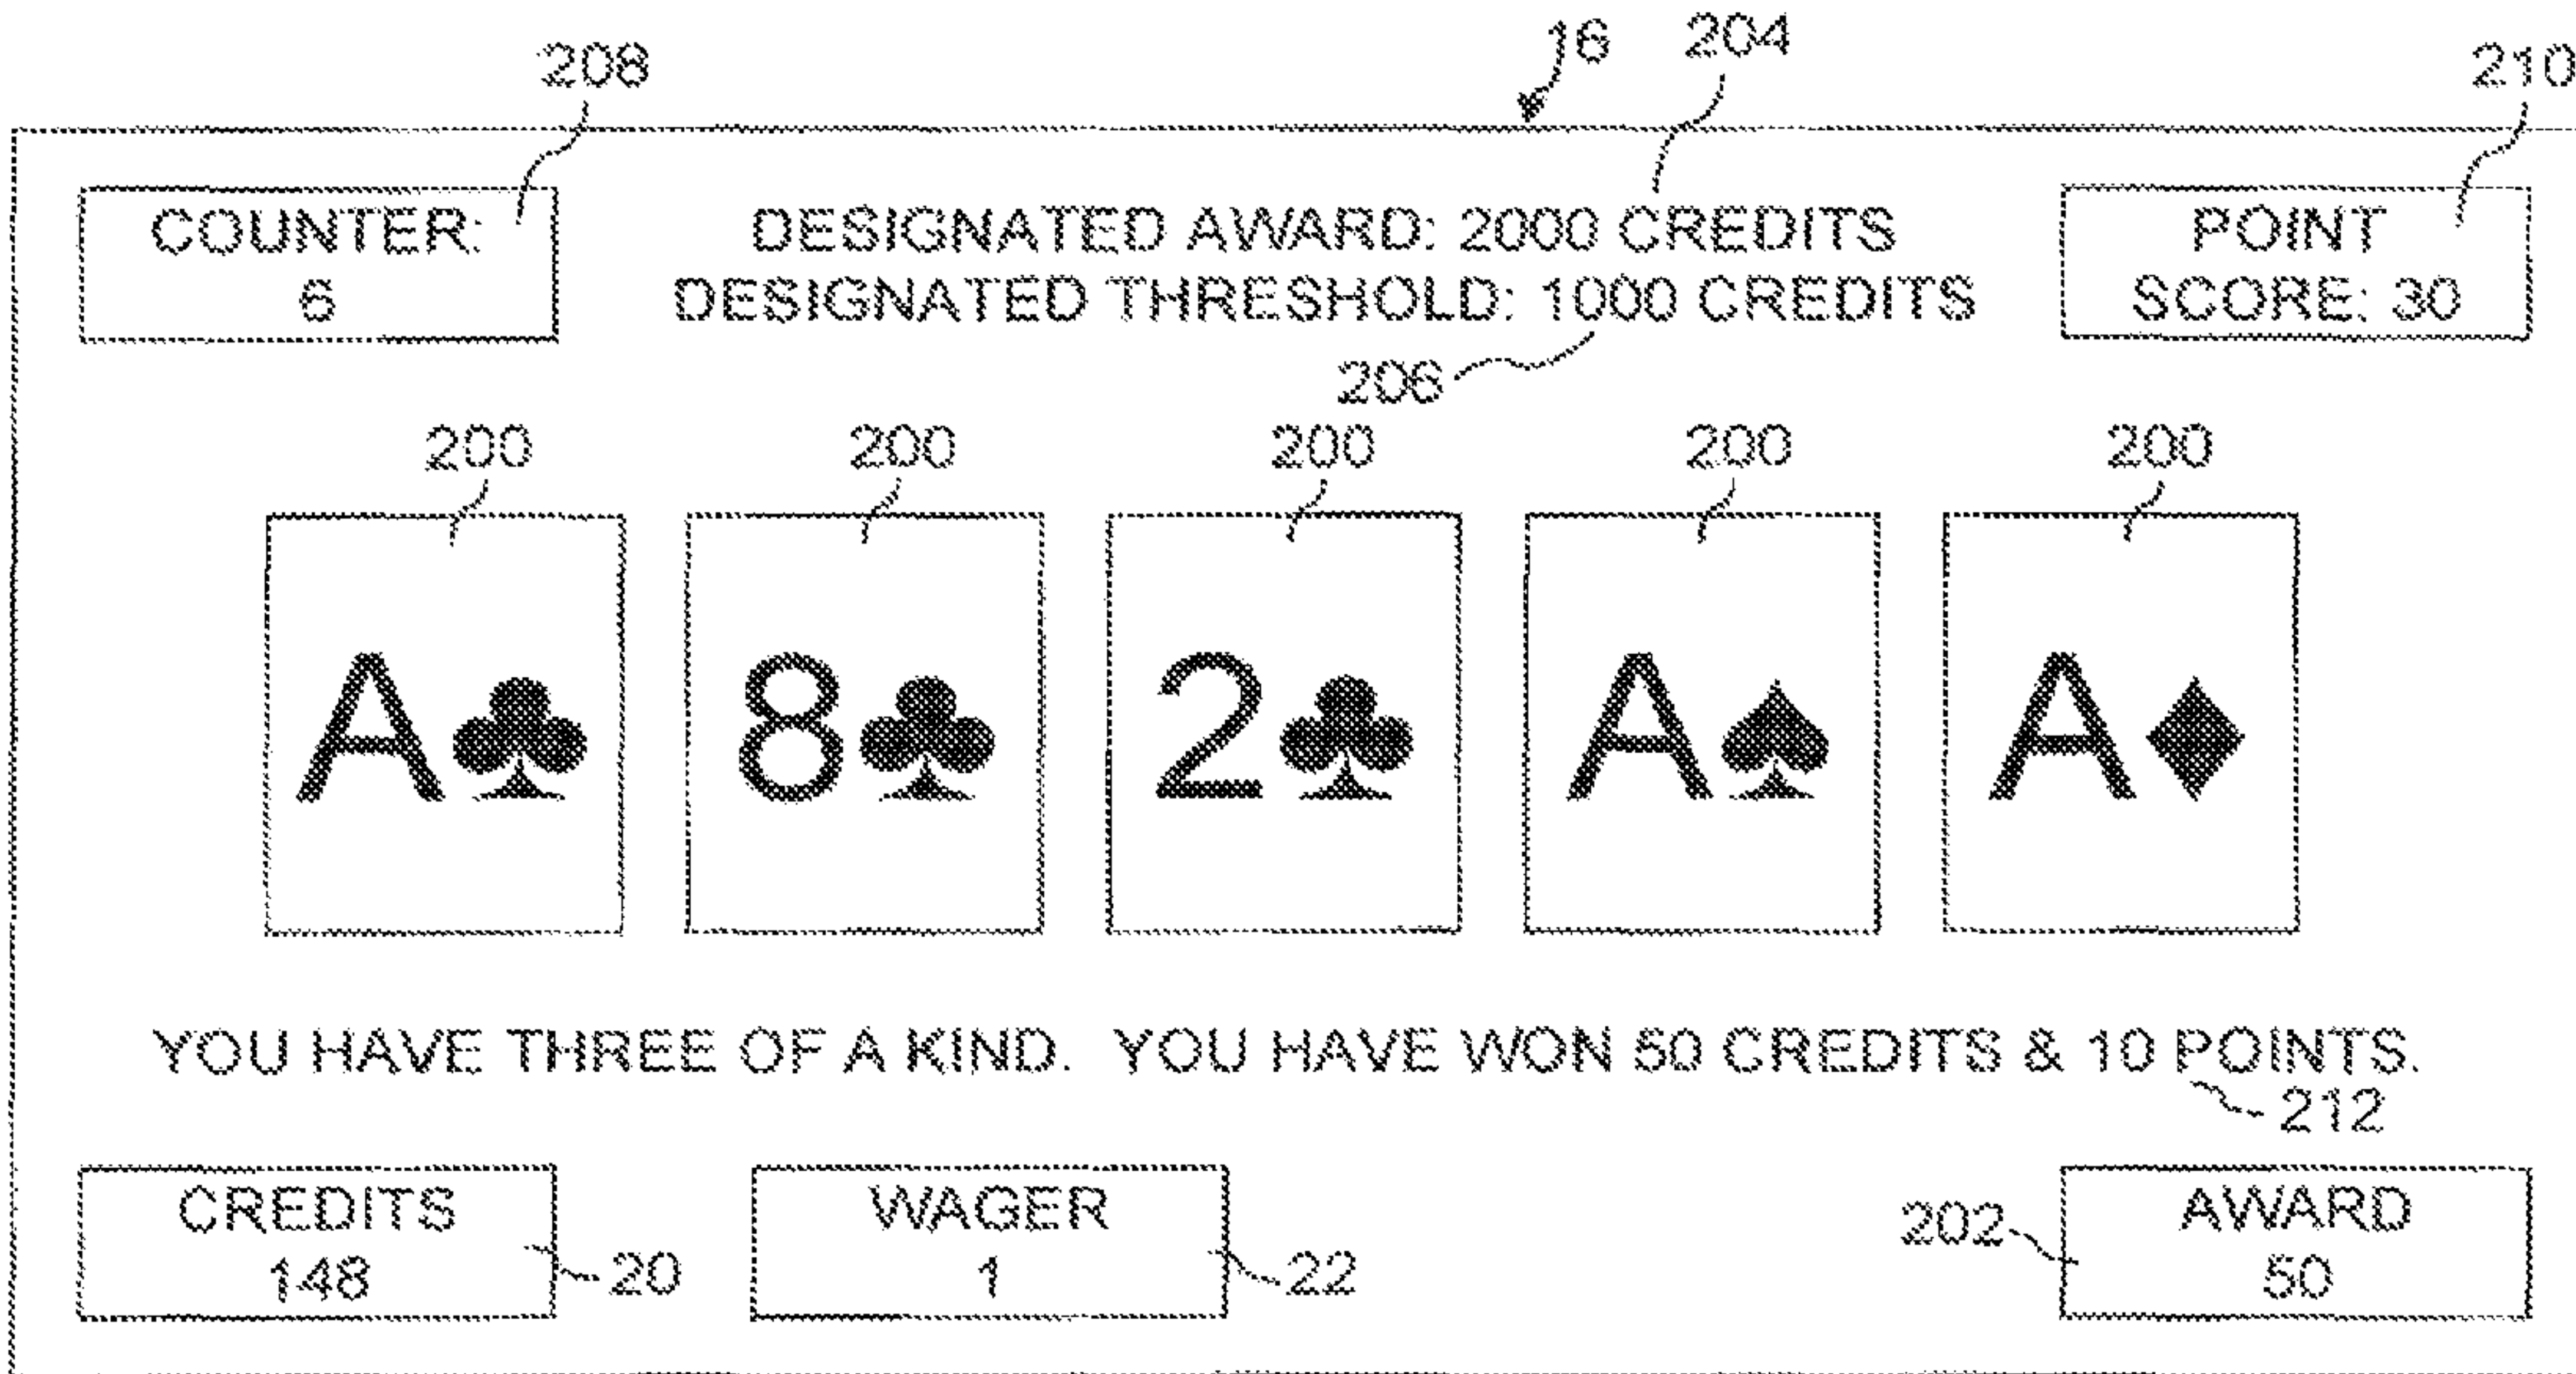 16
204
208
210
COUNTER:
6
DESIGNATED AWARD: 2000 CREDITS
DESIGNATED THRESHOLD: 1000 CREDITS
POINT
SCORE: 30
206
200 200 200 200 200
A♣ 8♣ 2♣ A♠ A♦
YOU HAVE THREE OF A KIND. YOU HAVE WON 50 CREDITS & 10 POINTS.
212
CREDITS
148
20
WAGER
1
22
202
AWARD
50